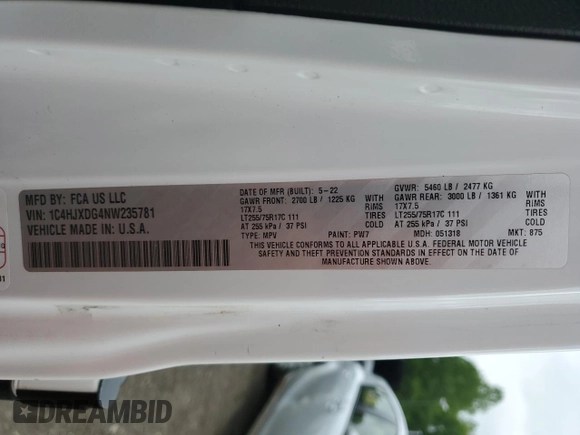 MFD BY: FCA US LLC
VIN: 1C4HJXDG4NW235781
VEHICLE MADE IN: U.S.A.
DATE OF MFR (BUILT): 5-22
GVWR: 5460 LB / 2477 KG
GAWR FRONT: 2700 LB / 1225 KG WITH
GAWR REAR: 3000 LB / 1361 KG WITH
17X7.5 RIMS
17X7.5 RIMS
LT255/75R17C 111 TIRES
LT255/75R17C 111 TIRES
AT 255 kPa / 37 PSI COLD
AT 255 kPa / 37 PSI COLD
TYPE: MPV PAINT: PW7 MDH: 051318 MKT: 875
THIS VEHICLE CONFORMS TO ALL APPLICABLE U.S.A. FEDERAL MOTOR VEHICLE
SAFETY AND THEFT PREVENTION STANDARDS IN EFFECT ON THE DATE OF
MANUFACTURE SHOWN ABOVE.
DREAMBID